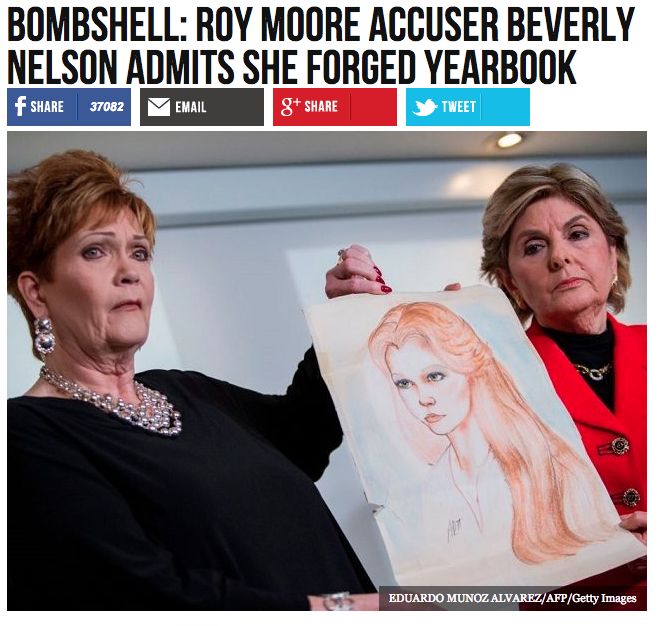 BOMBSHELL: ROY MOORE ACCUSER BEVERLY
NELSON ADMITS SHE FORGED YEARBOOK
f SHARE 37082 EMAIL g+ SHARE TWEET
EDUARDO MUNOZ ALVAREZ/AFP/Getty Images